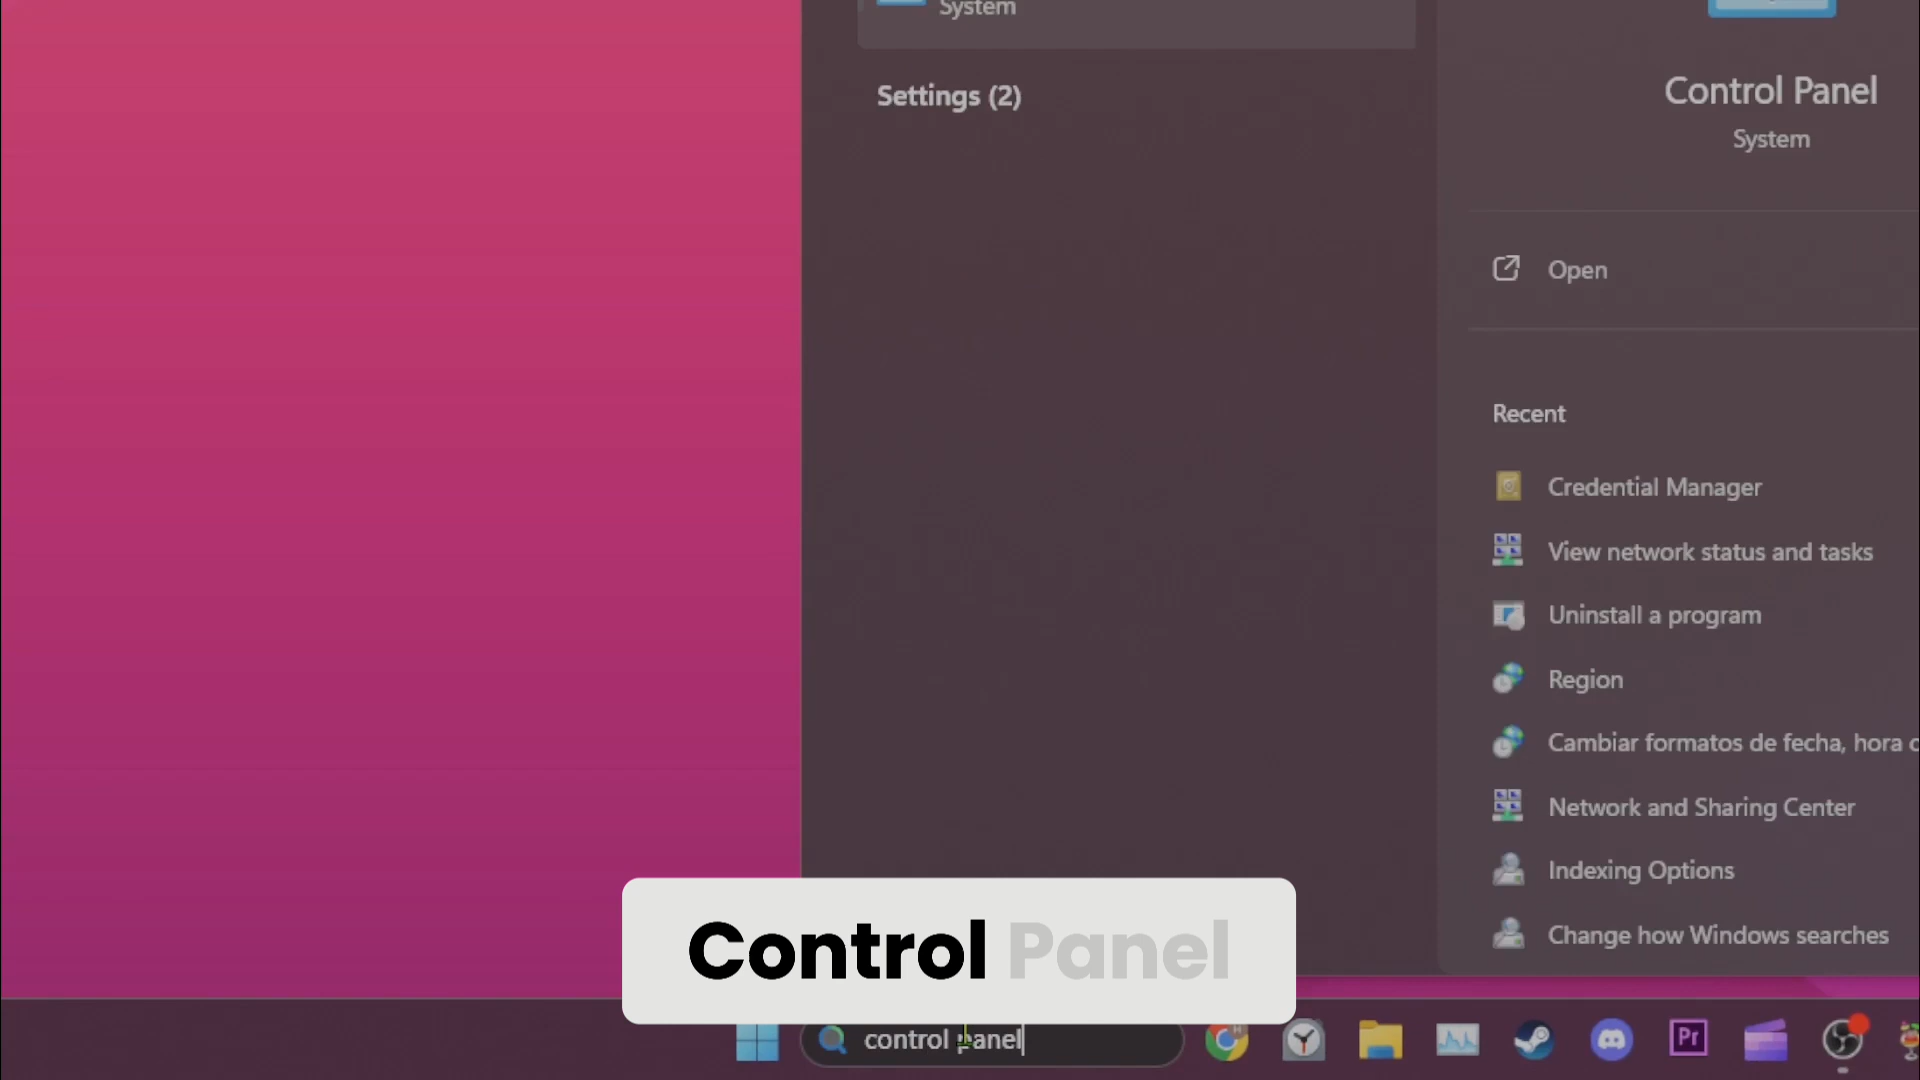 System
Settings (2)
Control Panel
System
Open
Recent
Credential Manager
View network status and tasks
Uninstall a program
Region
Cambiar formatos de fecha, hora o
Network and Sharing Center
Indexing Options
Change how Windows searches
Control Panel
control panel
H
Pr